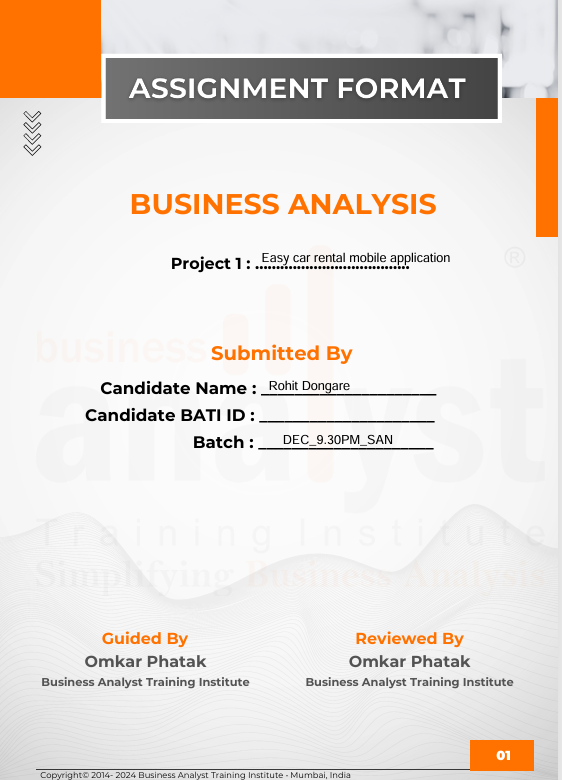 ASSIGNMENT FORMAT
BUSINESS ANALYSIS
Project 1 : Easy car rental mobile application
®
business
analyst
Training Institute
Simplifying Business Analysis
Submitted By
Candidate Name : Rohit Dongare
Candidate BATI ID :
Batch : DEC_9.30PM_SAN
Guided By
Omkar Phatak
Business Analyst Training Institute
Reviewed By
Omkar Phatak
Business Analyst Training Institute
01
Copyright© 2014- 2024 Business Analyst Training Institute - Mumbai, India